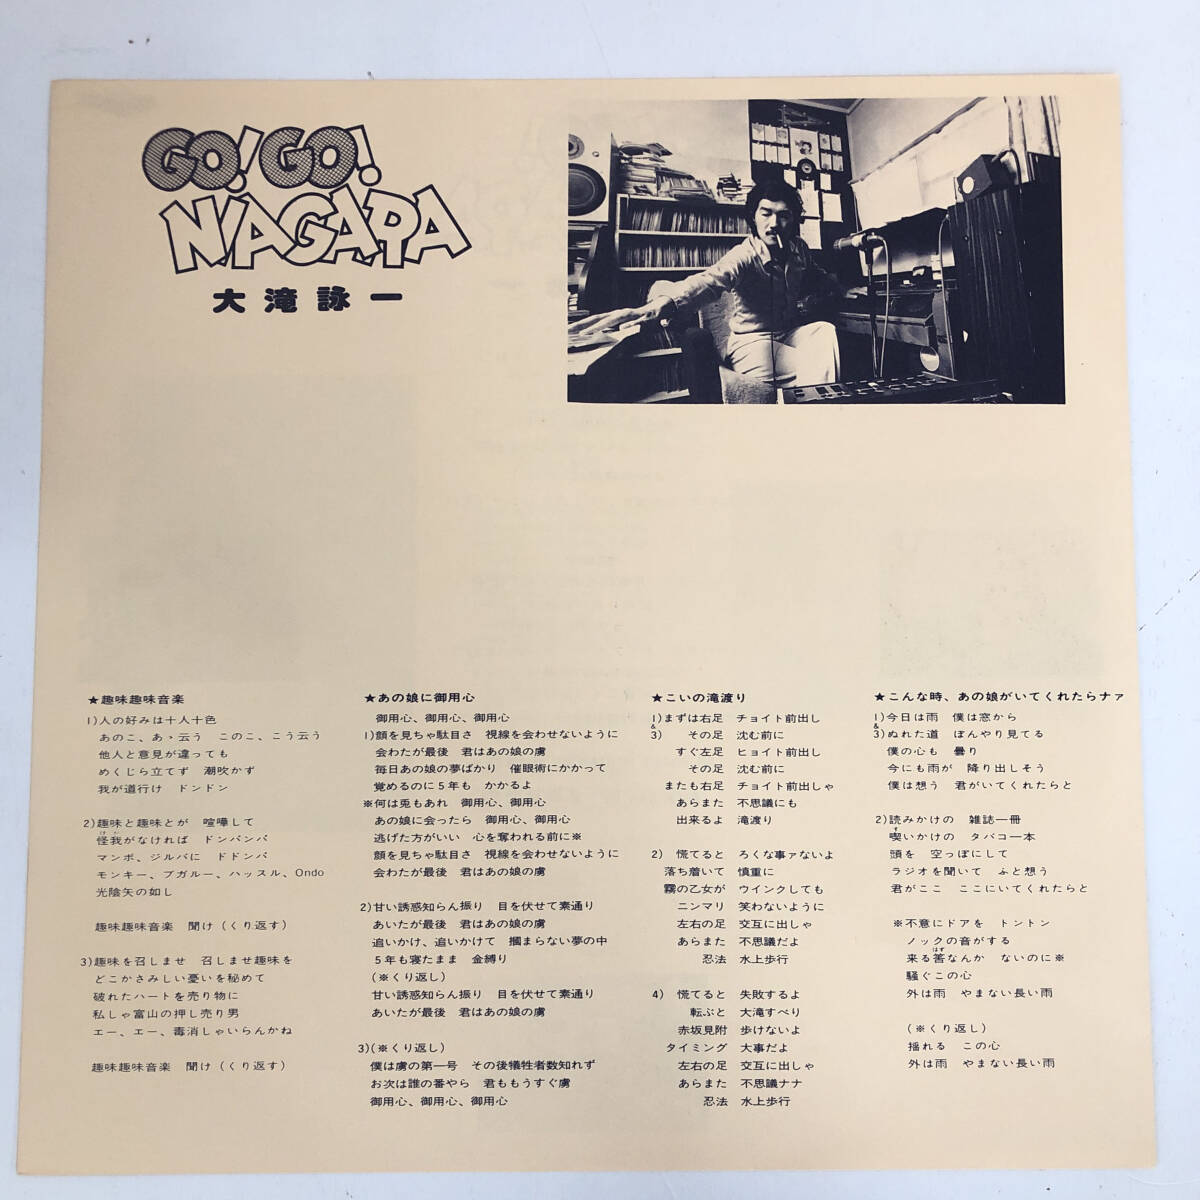 GO! GO!
NIAGARA
大滝詠一
★趣味趣味音楽
1)人の好みは十人十色
あのこ、あゝ云う このこ、こう云う
他人と意見が違っても
めくじら立てず 潮吹かず
我が道行け ドンドン
2)趣味と趣味とが 喧嘩して
怪我がなければ ドンパンパ
マンボ、ジルバに ドドンパ
モンキー、ブガルー、ハッスル、Ondo
光陰矢の如し
趣味趣味音楽 聞け(くり返す)
3)趣味を召しませ 召しませ趣味を
どこかさみしい憂いを秘めて
破れたハートを売り物に
私しゃ富山の押し売り男
エー、エー、毒消しゃいらんかね
趣味趣味音楽 聞け(くり返す)
★あの娘に御用心
御用心、御用心、御用心
1)顔を見ちゃ駄目さ 視線を会わせないように
会わたが最後 君はあの娘の虜
毎日あの娘の夢ばかり 催眠術にかかって
覚めるのに5年も かかるよ
※何は兎もあれ 御用心、御用心
あの娘に会ったら 御用心、御用心
逃げた方がいい 心を奪われる前に※
顔を見ちゃ駄目さ 視線を会わせないように
会わたが最後 君はあの娘の虜
2)甘い誘惑知らん振り 目を伏せて素通り
あいたが最後 君はあの娘の虜
追いかけ、追いかけて 摑まらない夢の中
5年も寝たまま 金縛り
(※くり返し)
甘い誘惑知らん振り 目を伏せて素通り
あいたが最後 君はあの娘の虜
3)(※くり返し)
僕は虜の第一号 その後犠牲者数知れず
お次は誰の番やら 君ももうすぐ虜
御用心、御用心、御用心
★こいの滝渡り
1)まずは右足 チョイト前出し
&
3) その足 沈む前に
すぐ左足 ヒョイト前出し
その足 沈む前に
またも右足 チョイト前出しゃ
あらまた 不思議にも
出来るよ 滝渡り
2) 慌てると ろくな事ァないよ
落ち着いて 慎重に
霧の乙女が ウインクしても
ニンマリ 笑わないように
左右の足 交互に出しゃ
あらまた 不思議だよ
忍法 水上歩行
4) 慌てると 失敗するよ
転ぶと 大滝すべり
赤坂見附 歩けないよ
タイミング 大事だよ
左右の足 交互に出しゃ
あらまた 不思議ナナ
忍法 水上歩行
★こんな時、あの娘がいてくれたらナァ
1)今日は雨 僕は窓から
&
3)ぬれた道 ぼんやり見てる
僕の心も 曇り
今にも雨が 降り出しそう
僕は想う 君がいてくれたらと
2)読みかけの 雑誌一冊
喫いかけの タバコ一本
頭を 空っぽにして
ラジオを聞いて ふと想う
君がここ ここにいてくれたらと
※不意にドアを トントン
ノックの音がする
来る筈なんか ないのに※
騒ぐこの心
外は雨 やまない長い雨
(※くり返し)
揺れる この心
外は雨 やまない長い雨